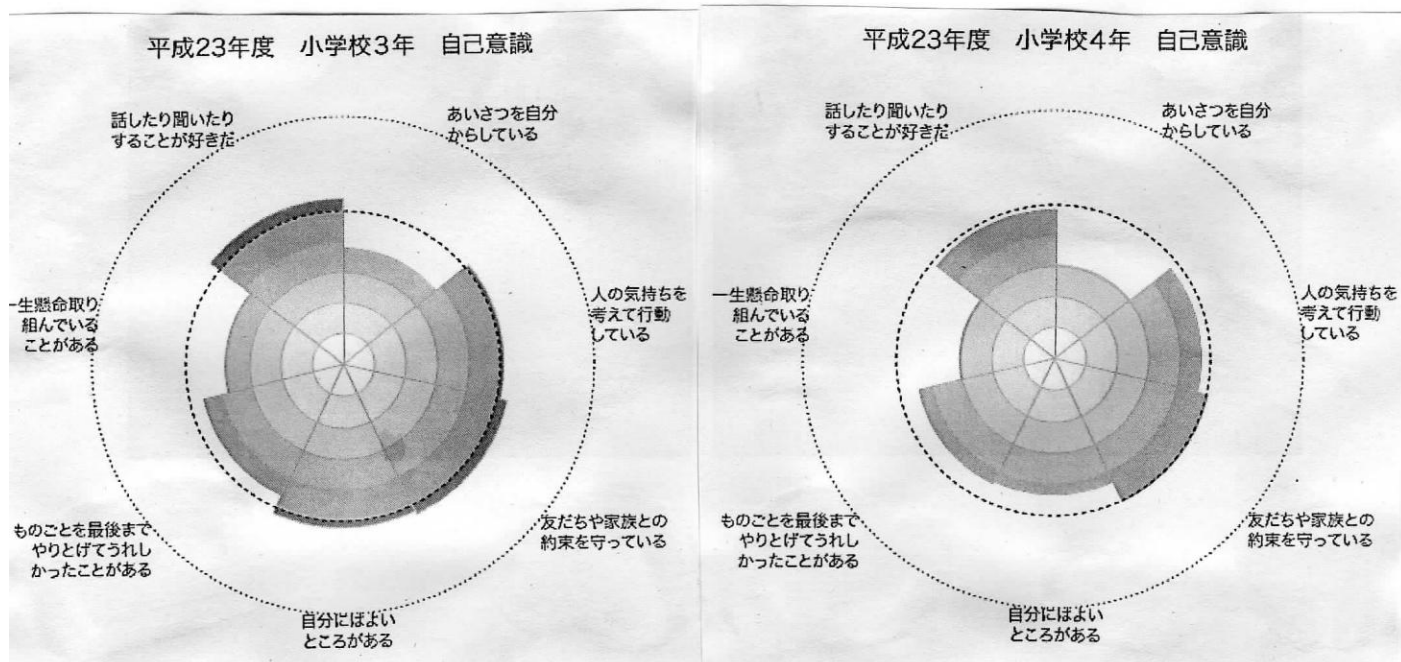 平成23年度　小学校３年　自己意識
話したり聞いたり
することが好きだ
あいさつを自分
からしている
人の気持ちを
考えて行動
している
友だちや家族との
約束を守っている
自分にはよい
ところがある
ものごとを最後まで
やりとげてうれし
かったことがある
一生懸命取り
組んでいる
ことがある
平成23年度　小学校４年　自己意識
話したり聞いたり
することが好きだ
あいさつを自分
からしている
人の気持ちを
考えて行動
している
友だちや家族との
約束を守っている
自分にはよい
ところがある
ものごとを最後まで
やりとげてうれし
かったことがある
一生懸命取り
組んでいる
ことがある